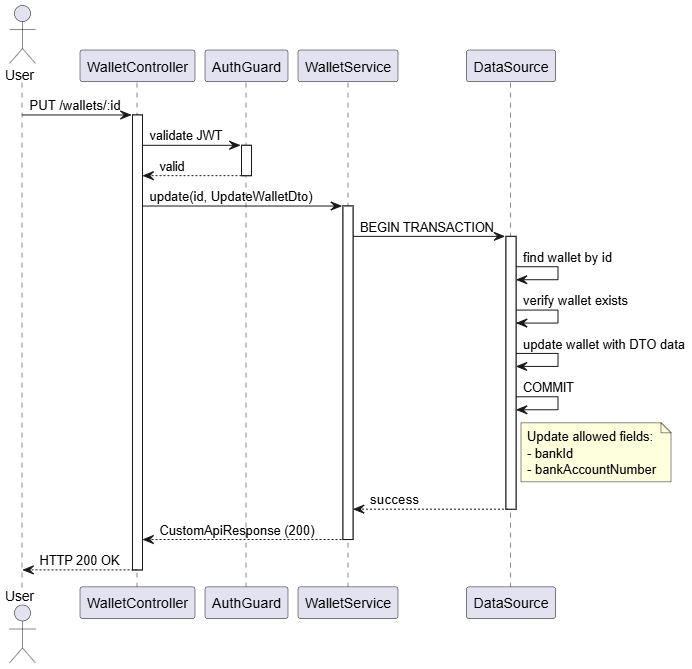 User
WalletController
AuthGuard
WalletService
DataSource
PUT /wallets/:id
validate JWT
valid
update(id, UpdateWalletDto)
BEGIN TRANSACTION
find wallet by id
verify wallet exists
update wallet with DTO data
COMMIT
Update allowed fields:
- bankId
- bankAccountNumber
success
CustomApiResponse (200)
HTTP 200 OK
User
WalletController
AuthGuard
WalletService
DataSource